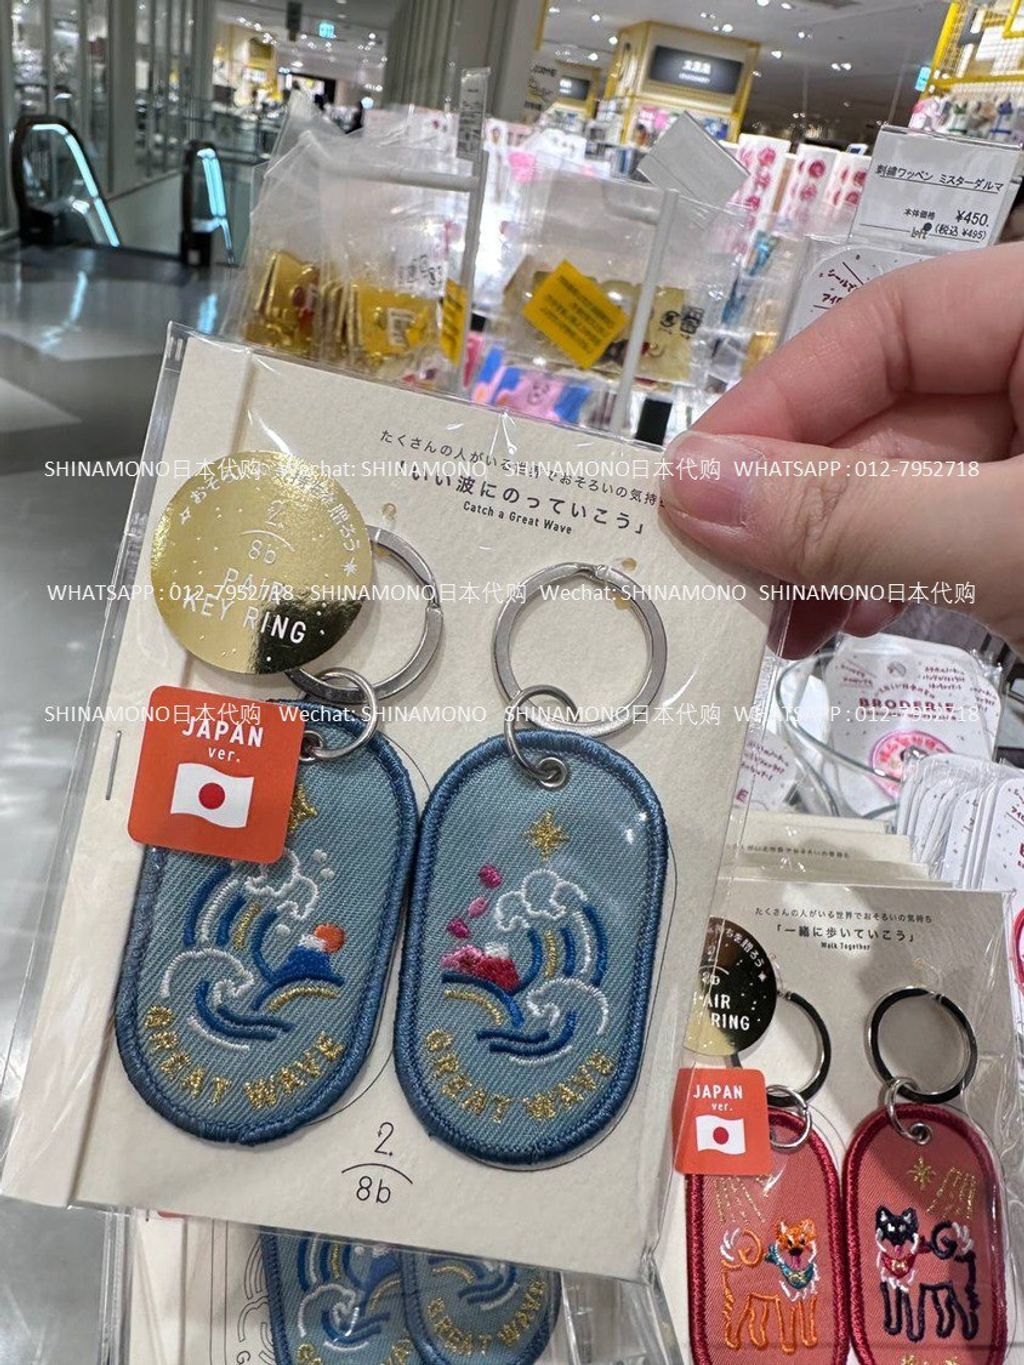 文房具
STATIONERY
刺繍ワッペン ミスターダルマ
本体価格 ¥450.
Loft (税込 ¥495)
たくさんの人がいる
でおそろいの気持ち
「いい波にのっていこう」
Catch a Great Wave
SHINAMONO日本代购 Wechat: SHINAMONO SHINAMONO日本代购 WHATSAPP : 012-7952718
2
8b
PAIR
KEY RING
WHATSAPP : 012-7952718 SHINAMONO日本代购 Wechat: SHINAMONO SHINAMONO日本代购
SHINAMONO日本代购 Wechat: SHINAMONO SHINAMONO日本代购 WHATSAPP : 012-7952718
JAPAN
ver.
BRODERIE
GREAT WAVE
GREAT WAVE
2
8b
たくさんの人がいる世界でおそろいの気持ち
「一緒に歩いていこう」
Walk Together
8b
PAIR
RING
JAPAN
ver.
GREAT WAVE